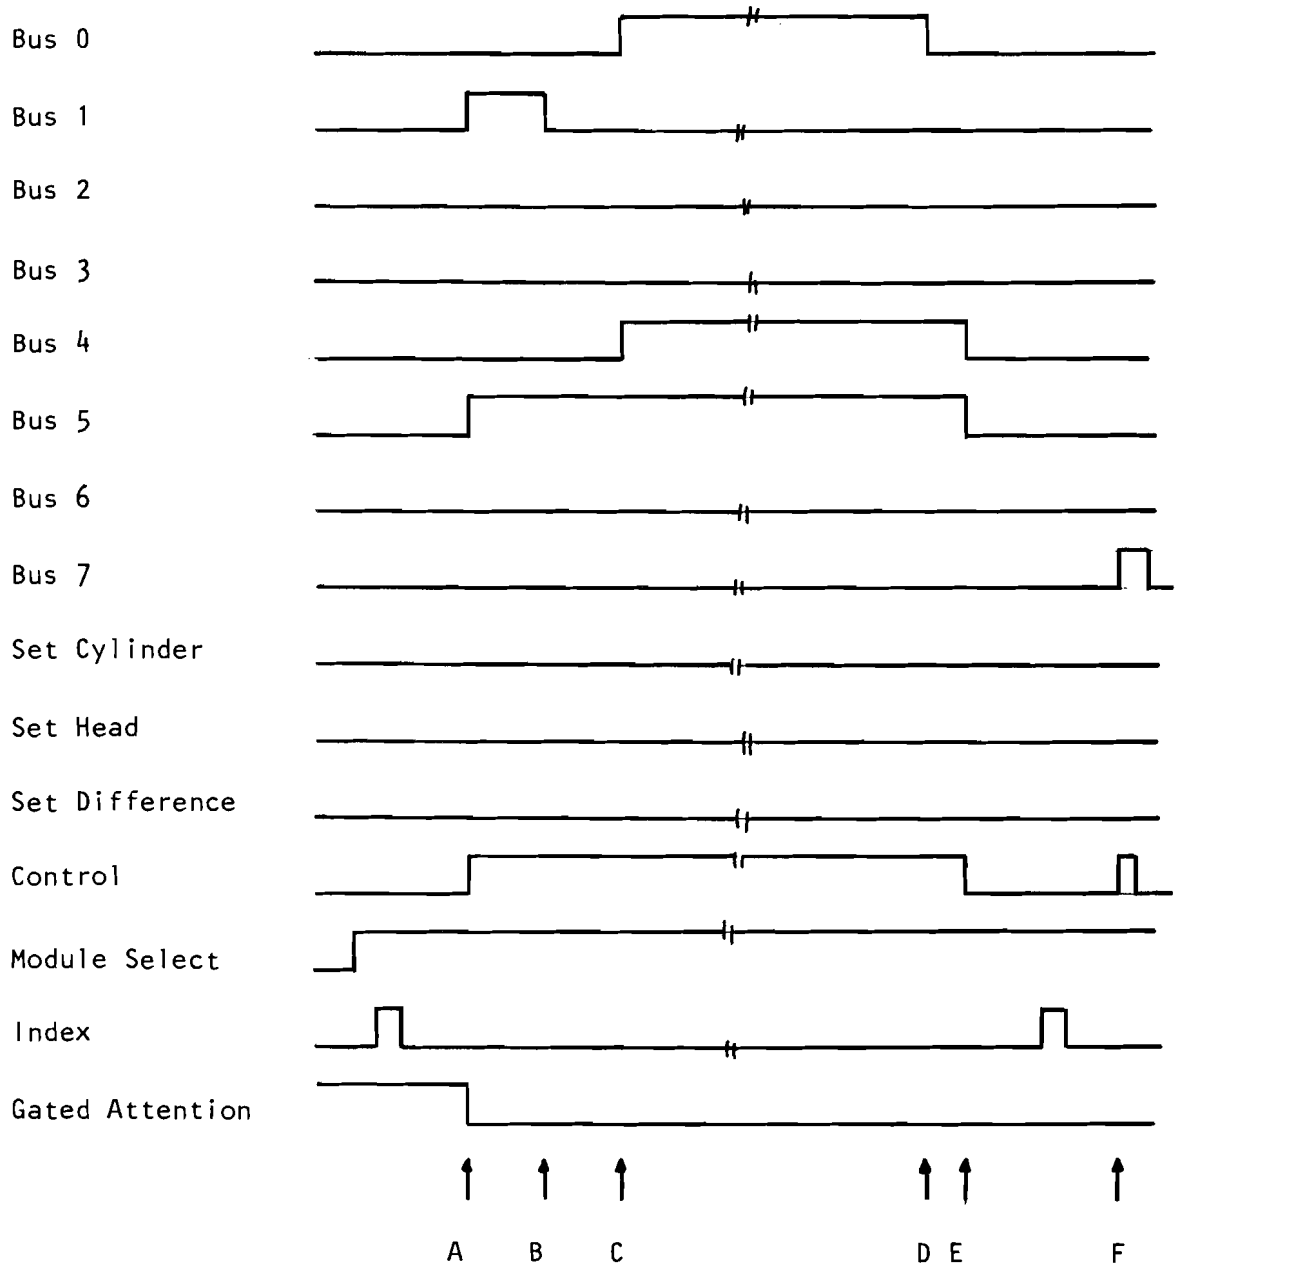 Bus 0
Bus 1
Bus 2
Bus 3
Bus 4
Bus 5
Bus 6
Bus 7
Set Cylinder
Set Head
Set Difference
Control
Module Select
Index
Gated Attention
A B C D E F